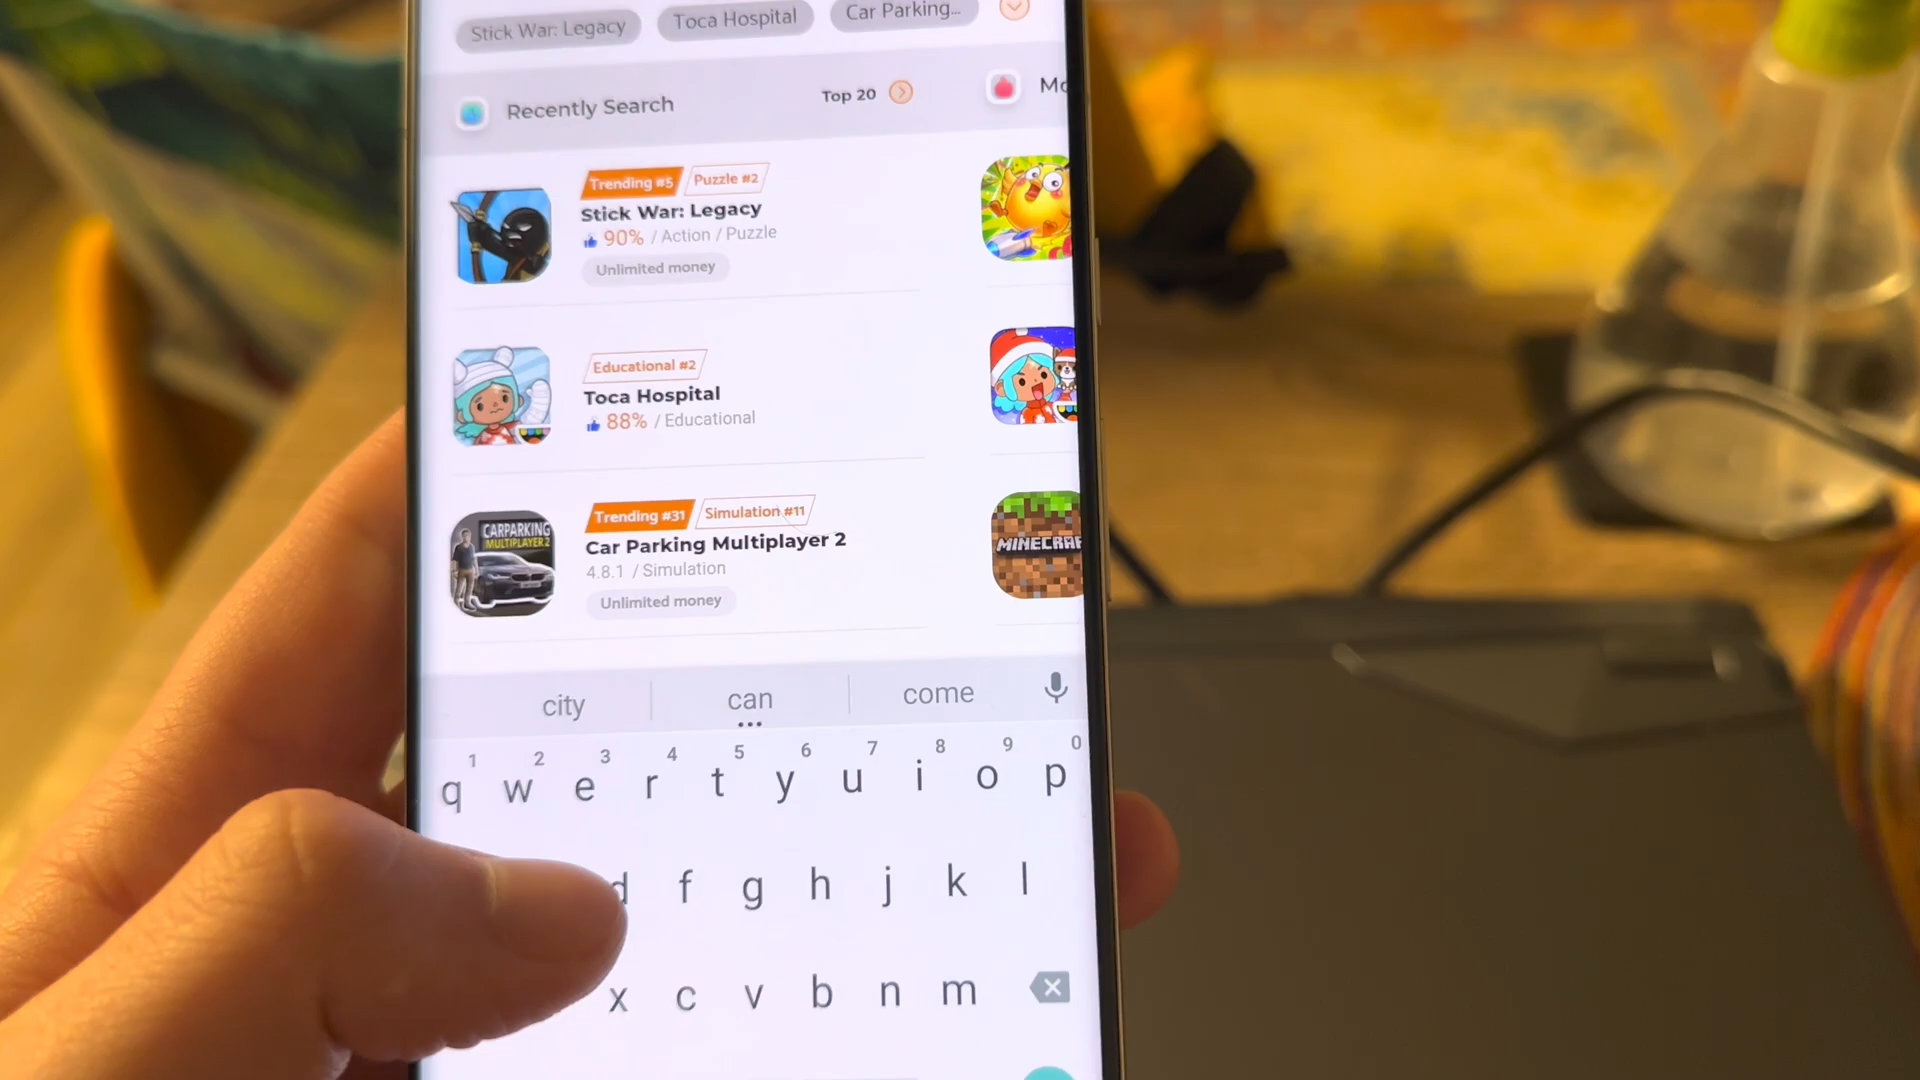 Stick War: Legacy
Toca Hospital
Car Parking...
Recently Search
Top 20
Mo
Trending #5
Puzzle #2
Stick War: Legacy
90% / Action / Puzzle
Unlimited money
Educational #2
Toca Hospital
88% / Educational
CARPARKING
MULTIPLAYER 2
Trending #31
Simulation #11
Car Parking Multiplayer 2
4.8.1 / Simulation
Unlimited money
MINECRAF
city
can
come
1 2 3 4 5 6 7 8 9 0
q w e r t y u i o p
d f g h j k l
x c v b n m